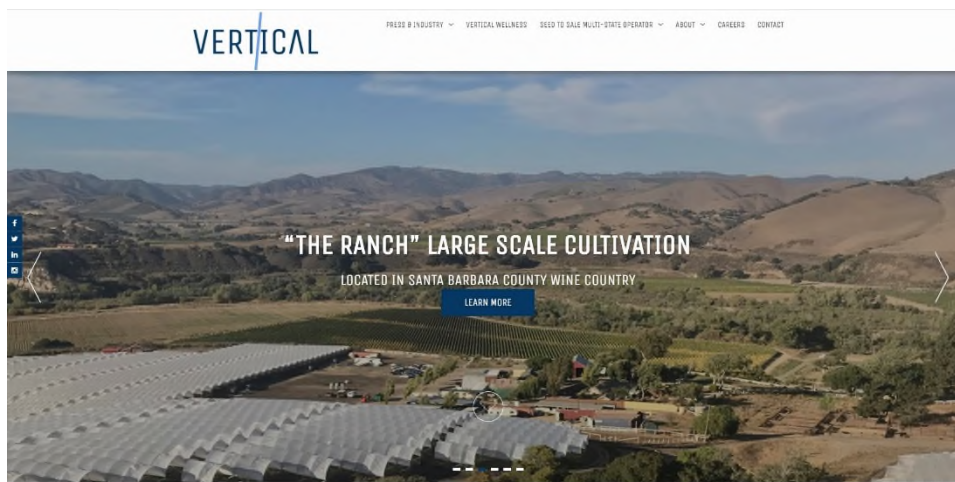 VERTICAL
PRESS & INDUSTRY VERTICAL WELLNESS SEED TO SALE MULTI-STATE OPERATOR ABOUT CAREERS CONTACT
“THE RANCH” LARGE SCALE CULTIVATION
LOCATED IN SANTA BARBARA COUNTY WINE COUNTRY
LEARN MORE